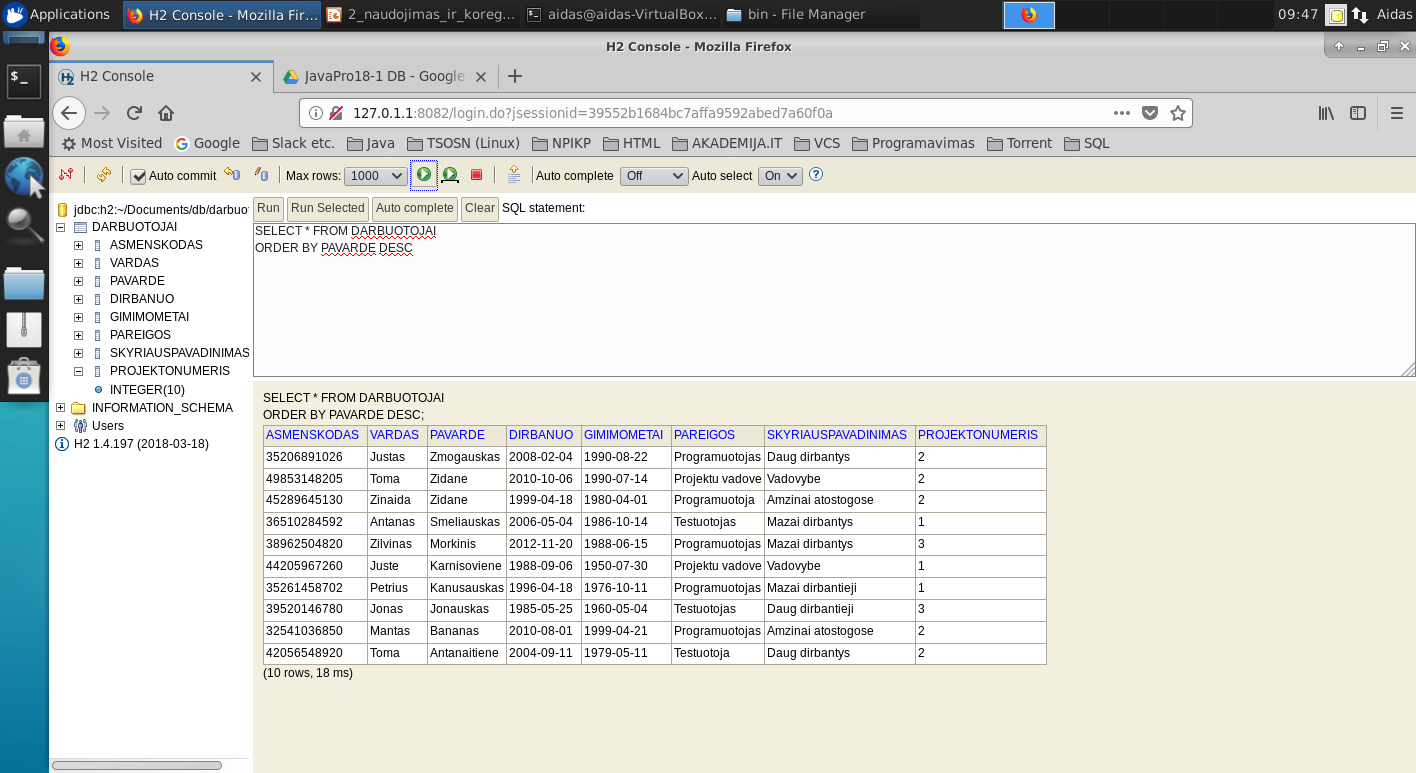 Applications H2 Console - Mozilla Fir... 2_naudojimas_ir_koreg... aidas@aidas-VirtualBox... bin - File Manager 09:47 Aidas
H2 Console - Mozilla Firefox
H2 Console JavaPro18-1 DB - Google
127.0.1.1:8082/login.do?jsessionid=39552b1684bc7affa9592abed7a60f0a
Most Visited Google Slack etc. Java TSOSN (Linux) NPIKP HTML AKADEMIJA.IT VCS Programavimas Torrent SQL
Auto commit Max rows: 1000 Auto complete Off Auto select On
jdbc:h2:~/Documents/db/darbuot
DARBUOTOJAI
ASMENSKODAS
VARDAS
PAVARDE
DIRBANUO
GIMIMOMETAI
PAREIGOS
SKYRIAUSPAVADINIMAS
PROJEKTONUMERIS
INTEGER(10)
INFORMATION_SCHEMA
Users
H2 1.4.197 (2018-03-18)
Run Run Selected Auto complete Clear SQL statement:
SELECT * FROM DARBUOTOJAI
ORDER BY PAVARDE DESC
SELECT * FROM DARBUOTOJAI
ORDER BY PAVARDE DESC;
ASMENSKODAS VARDAS PAVARDE DIRBANUO GIMIMOMETAI PAREIGOS SKYRIAUSPAVADINIMAS PROJEKTONUMERIS
35206891026 Justas Zmogauskas 2008-02-04 1990-08-22 Programuotojas Daug dirbantys 2
49853148205 Toma Zidane 2010-10-06 1990-07-14 Projektu vadove Vadovybe 2
45289645130 Zinaida Zidane 1999-04-18 1980-04-01 Programuotoja Amzinai atostogose 2
36510284592 Antanas Smeliauskas 2006-05-04 1986-10-14 Testuotojas Mazai dirbantys 1
38962504820 Zilvinas Morkinis 2012-11-20 1988-06-15 Programuotojas Mazai dirbantys 3
44205967260 Juste Karnisoviene 1988-09-06 1950-07-30 Projektu vadove Vadovybe 1
35261458702 Petrius Kanusauskas 1996-04-18 1976-10-11 Programuotojas Mazai dirbantieji 1
39520146780 Jonas Jonauskas 1985-05-25 1960-05-04 Testuotojas Daug dirbantieji 3
32541036850 Mantas Bananas 2010-08-01 1999-04-21 Programuotojas Amzinai atostogose 2
42056548920 Toma Antanaitiene 2004-09-11 1979-05-11 Testuotoja Daug dirbantys 2
(10 rows, 18 ms)